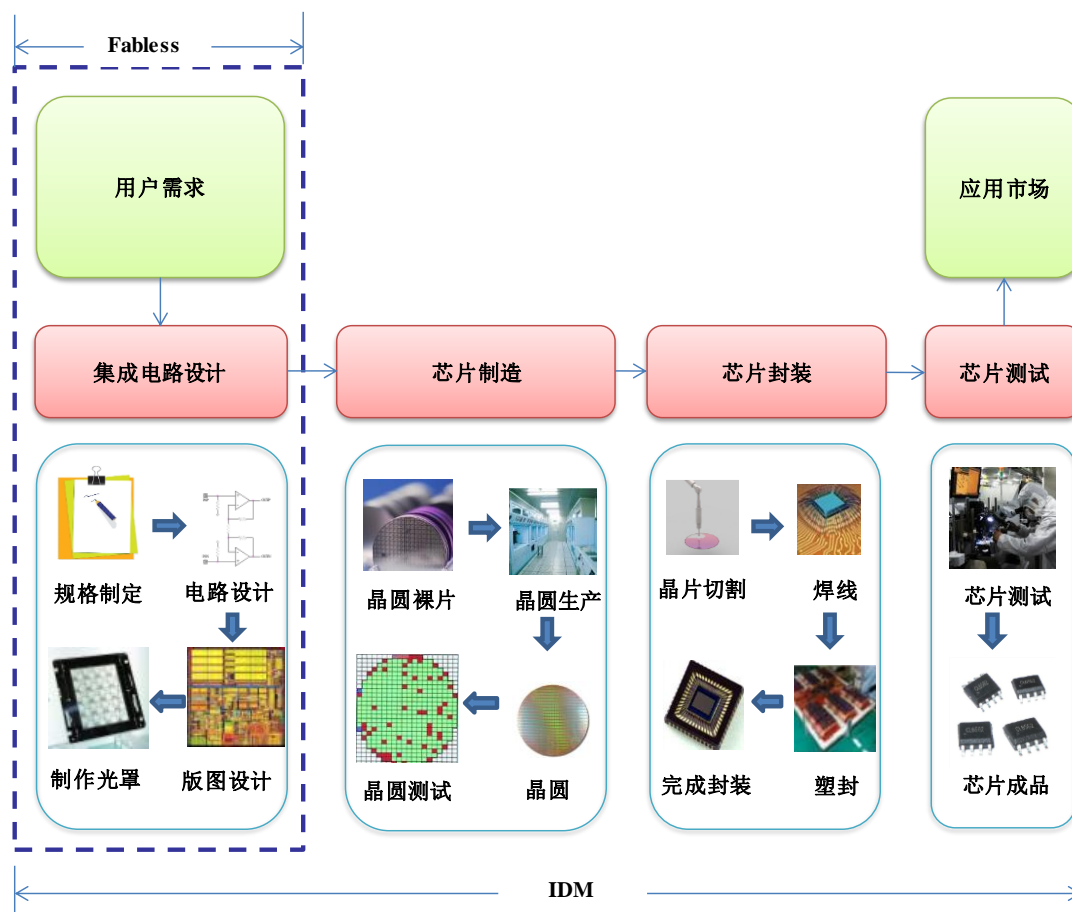 Fabless
用户需求
应用市场
集成电路设计
芯片制造
芯片封装
芯片测试
规格制定
电路设计
晶圆裸片
晶圆生产
晶片切割
焊线
芯片测试
制作光罩
版图设计
晶圆测试
晶圆
完成封装
塑封
芯片成品
IDM